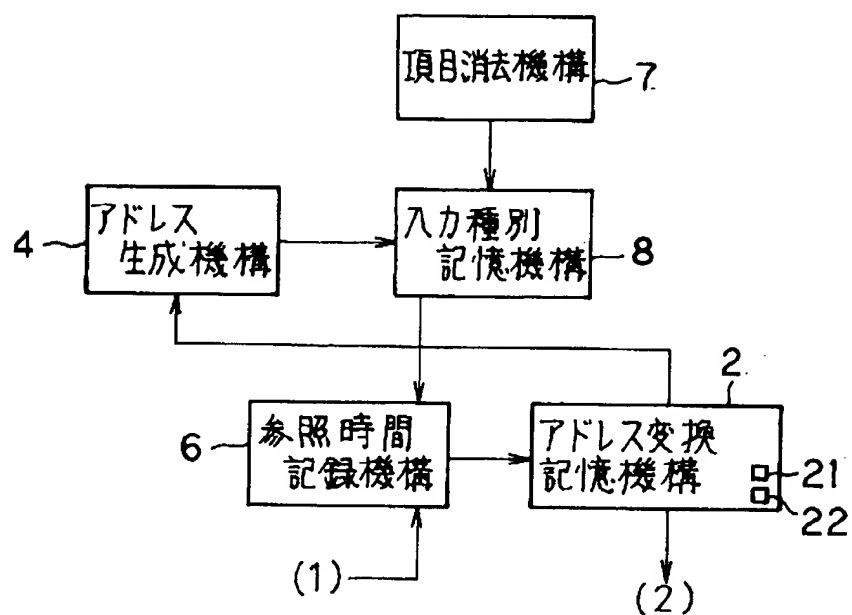 項目消去機構
7
アドレス
生成機構
4
入力種別
記憶機構
8
2
参照時間
記録機構
6
アドレス変換
記憶機構
21
22
(1)
(2)